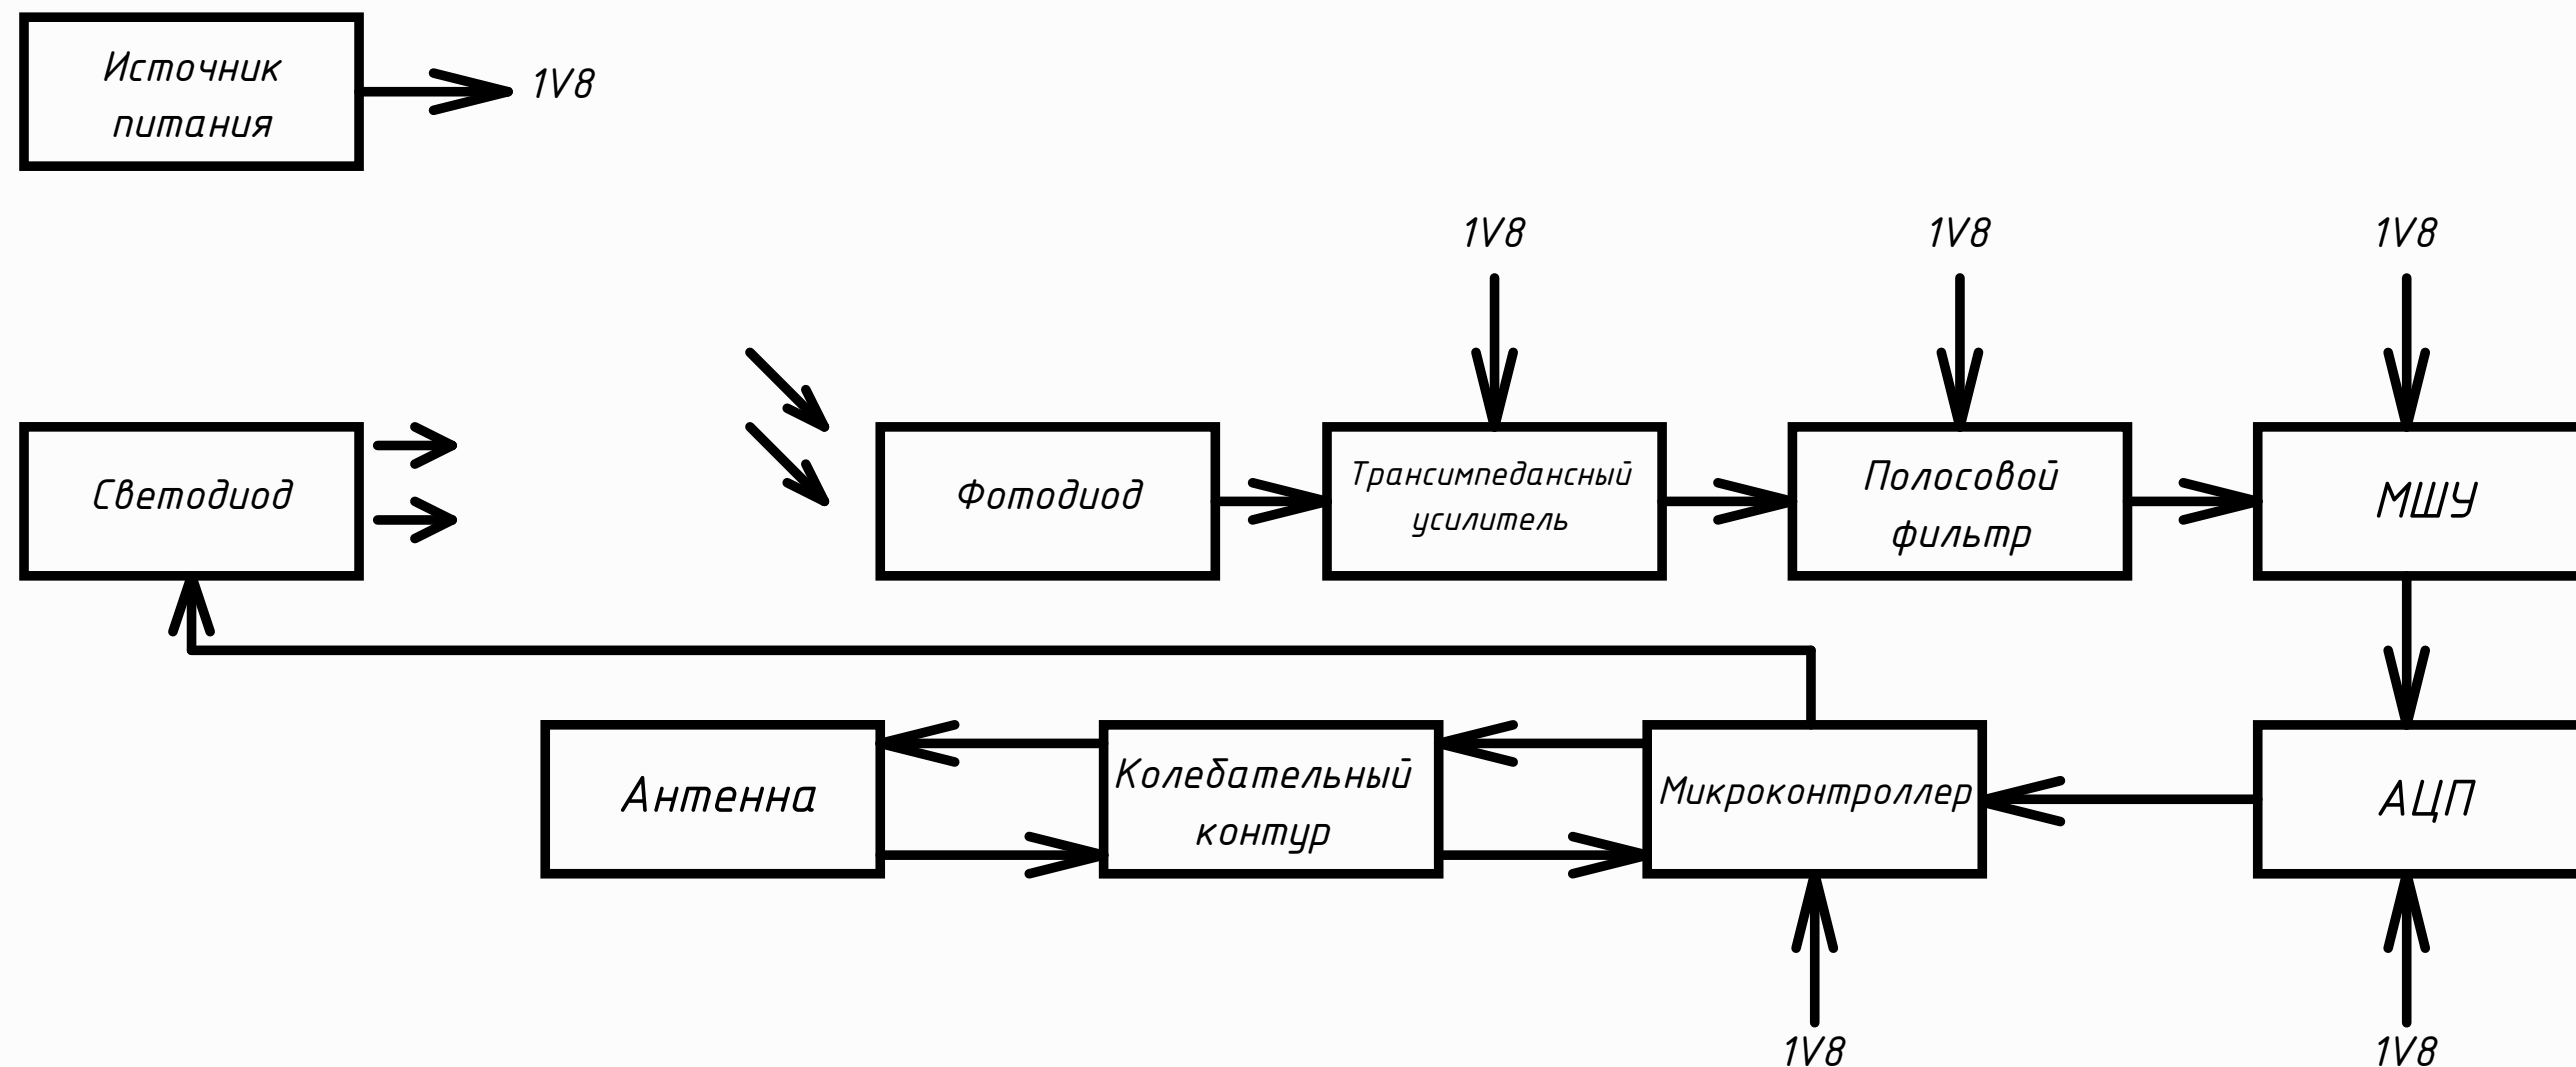 Источник
питания
1V8
1V8
1V8
1V8
Светодиод
Фотодиод
Трансимпедансный
усилитель
Полосовой
фильтр
МШУ
Антенна
Колебательный
контур
Микроконтроллер
АЦП
1V8
1V8